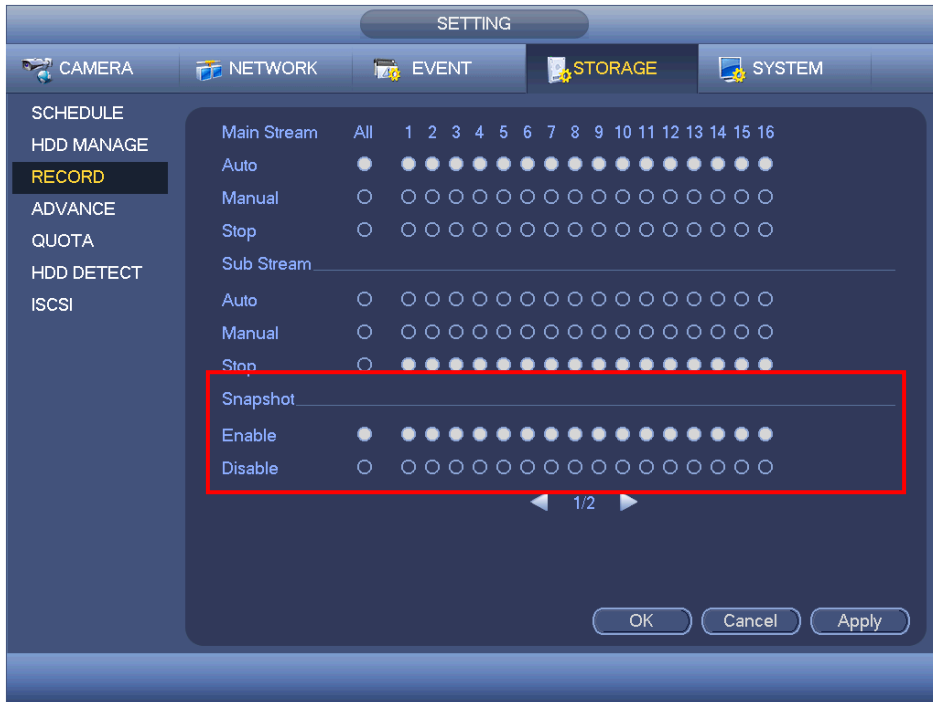 SETTING
CAMERA NETWORK EVENT STORAGE SYSTEM
SCHEDULE
HDD MANAGE
RECORD
ADVANCE
QUOTA
HDD DETECT
ISCSI
Main Stream All 1 2 3 4 5 6 7 8 9 10 11 12 13 14 15 16
Auto
Manual
Stop
Sub Stream
Auto
Manual
Stop
Snapshot
Enable
Disable
1/2
OK Cancel Apply